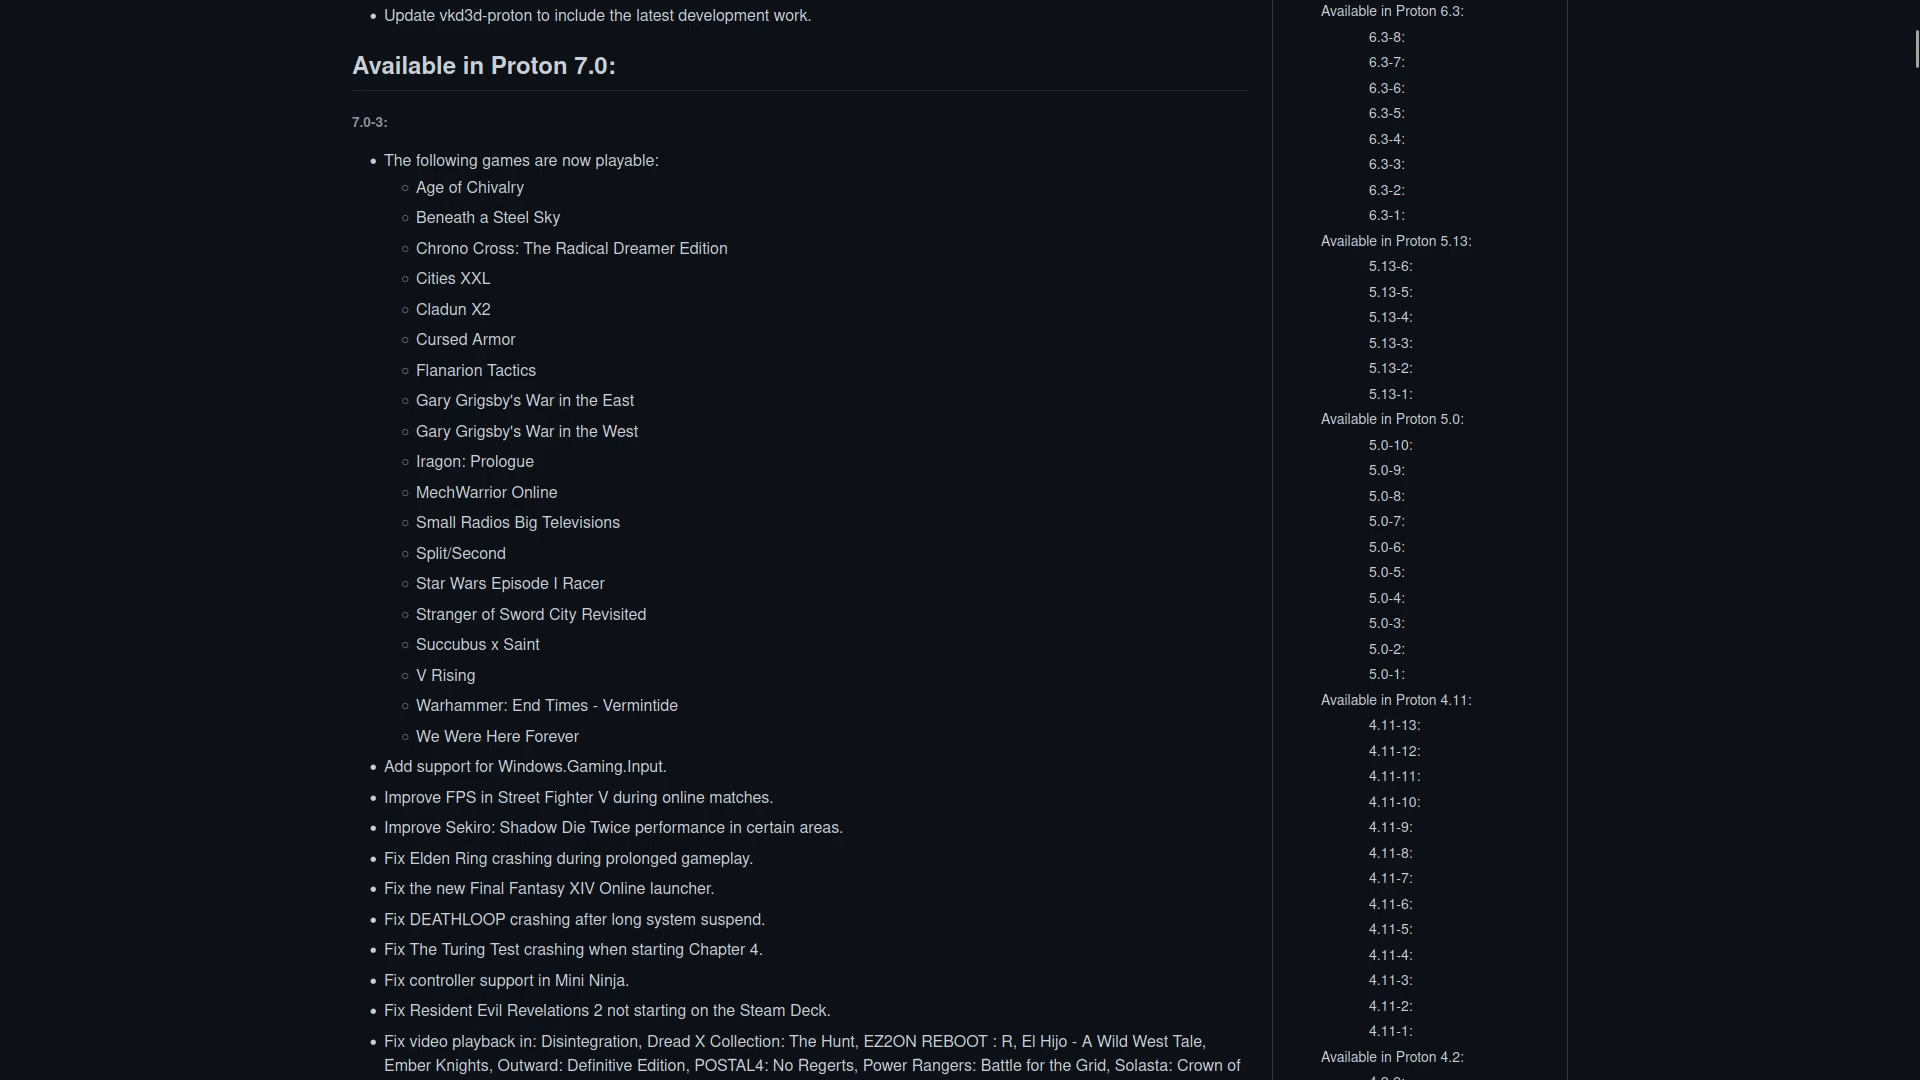 Update vkd3d-proton to include the latest development work.
Available in Proton 7.0:
7.0-3:
The following games are now playable:
Age of Chivalry
Beneath a Steel Sky
Chrono Cross: The Radical Dreamer Edition
Cities XXL
Cladun X2
Cursed Armor
Flanarion Tactics
Gary Grigsby's War in the East
Gary Grigsby's War in the West
Iragon: Prologue
MechWarrior Online
Small Radios Big Televisions
Split/Second
Star Wars Episode I Racer
Stranger of Sword City Revisited
Succubus x Saint
V Rising
Warhammer: End Times - Vermintide
We Were Here Forever
Add support for Windows.Gaming.Input.
Improve FPS in Street Fighter V during online matches.
Improve Sekiro: Shadow Die Twice performance in certain areas.
Fix Elden Ring crashing during prolonged gameplay.
Fix the new Final Fantasy XIV Online launcher.
Fix DEATHLOOP crashing after long system suspend.
Fix The Turing Test crashing when starting Chapter 4.
Fix controller support in Mini Ninja.
Fix Resident Evil Revelations 2 not starting on the Steam Deck.
Fix video playback in: Disintegration, Dread X Collection: The Hunt, EZ2ON REBOOT : R, El Hijo - A Wild West Tale,
Ember Knights, Outward: Definitive Edition, POSTAL4: No Regerts, Power Rangers: Battle for the Grid, Solasta: Crown of
Available in Proton 6.3:
6.3-8:
6.3-7:
6.3-6:
6.3-5:
6.3-4:
6.3-3:
6.3-2:
6.3-1:
Available in Proton 5.13:
5.13-6:
5.13-5:
5.13-4:
5.13-3:
5.13-2:
5.13-1:
Available in Proton 5.0:
5.0-10:
5.0-9:
5.0-8:
5.0-7:
5.0-6:
5.0-5:
5.0-4:
5.0-3:
5.0-2:
5.0-1:
Available in Proton 4.11:
4.11-13:
4.11-12:
4.11-11:
4.11-10:
4.11-9:
4.11-8:
4.11-7:
4.11-6:
4.11-5:
4.11-4:
4.11-3:
4.11-2:
4.11-1:
Available in Proton 4.2: